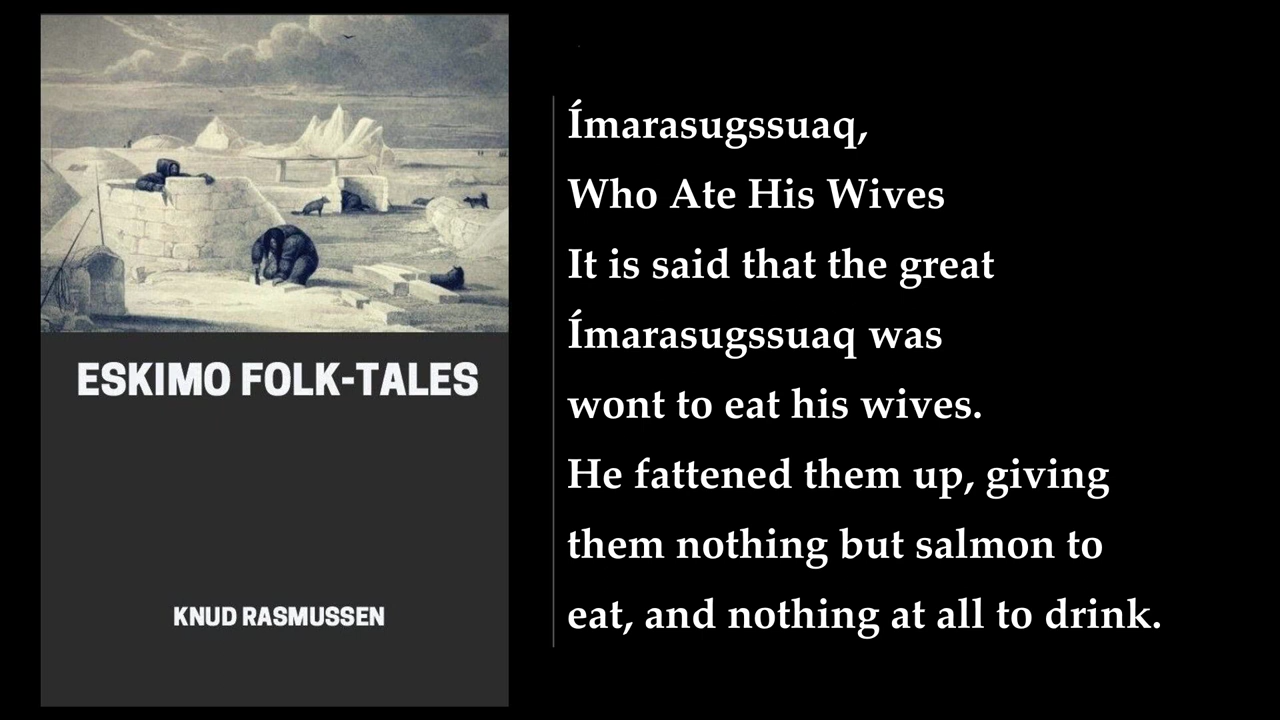 ESKIMO FOLK-TALES
KNUD RASMUSSEN
Ímarasugssuaq,
Who Ate His Wives
It is said that the great
Ímarasugssuaq was
wont to eat his wives.
He fattened them up, giving
them nothing but salmon to
eat, and nothing at all to drink.